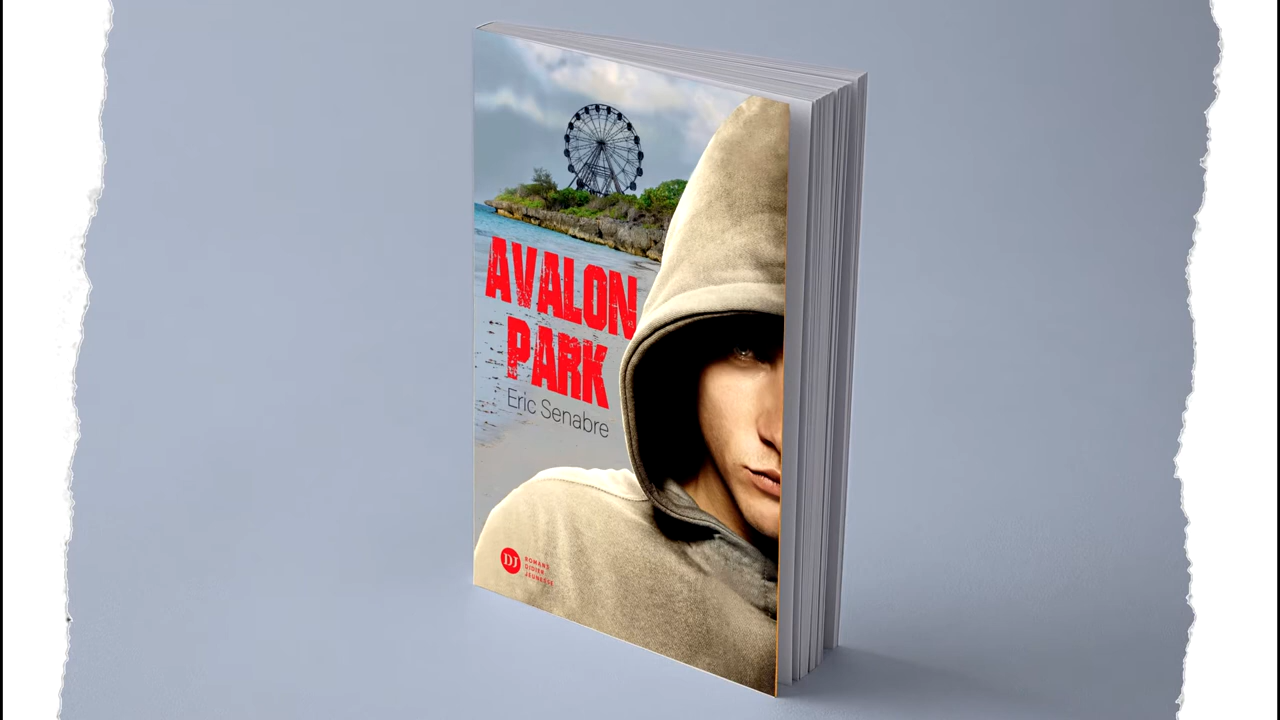 AVALON
PARK
Eric Senabre
DJ
ROMANS
DIDIER
JEUNESSE